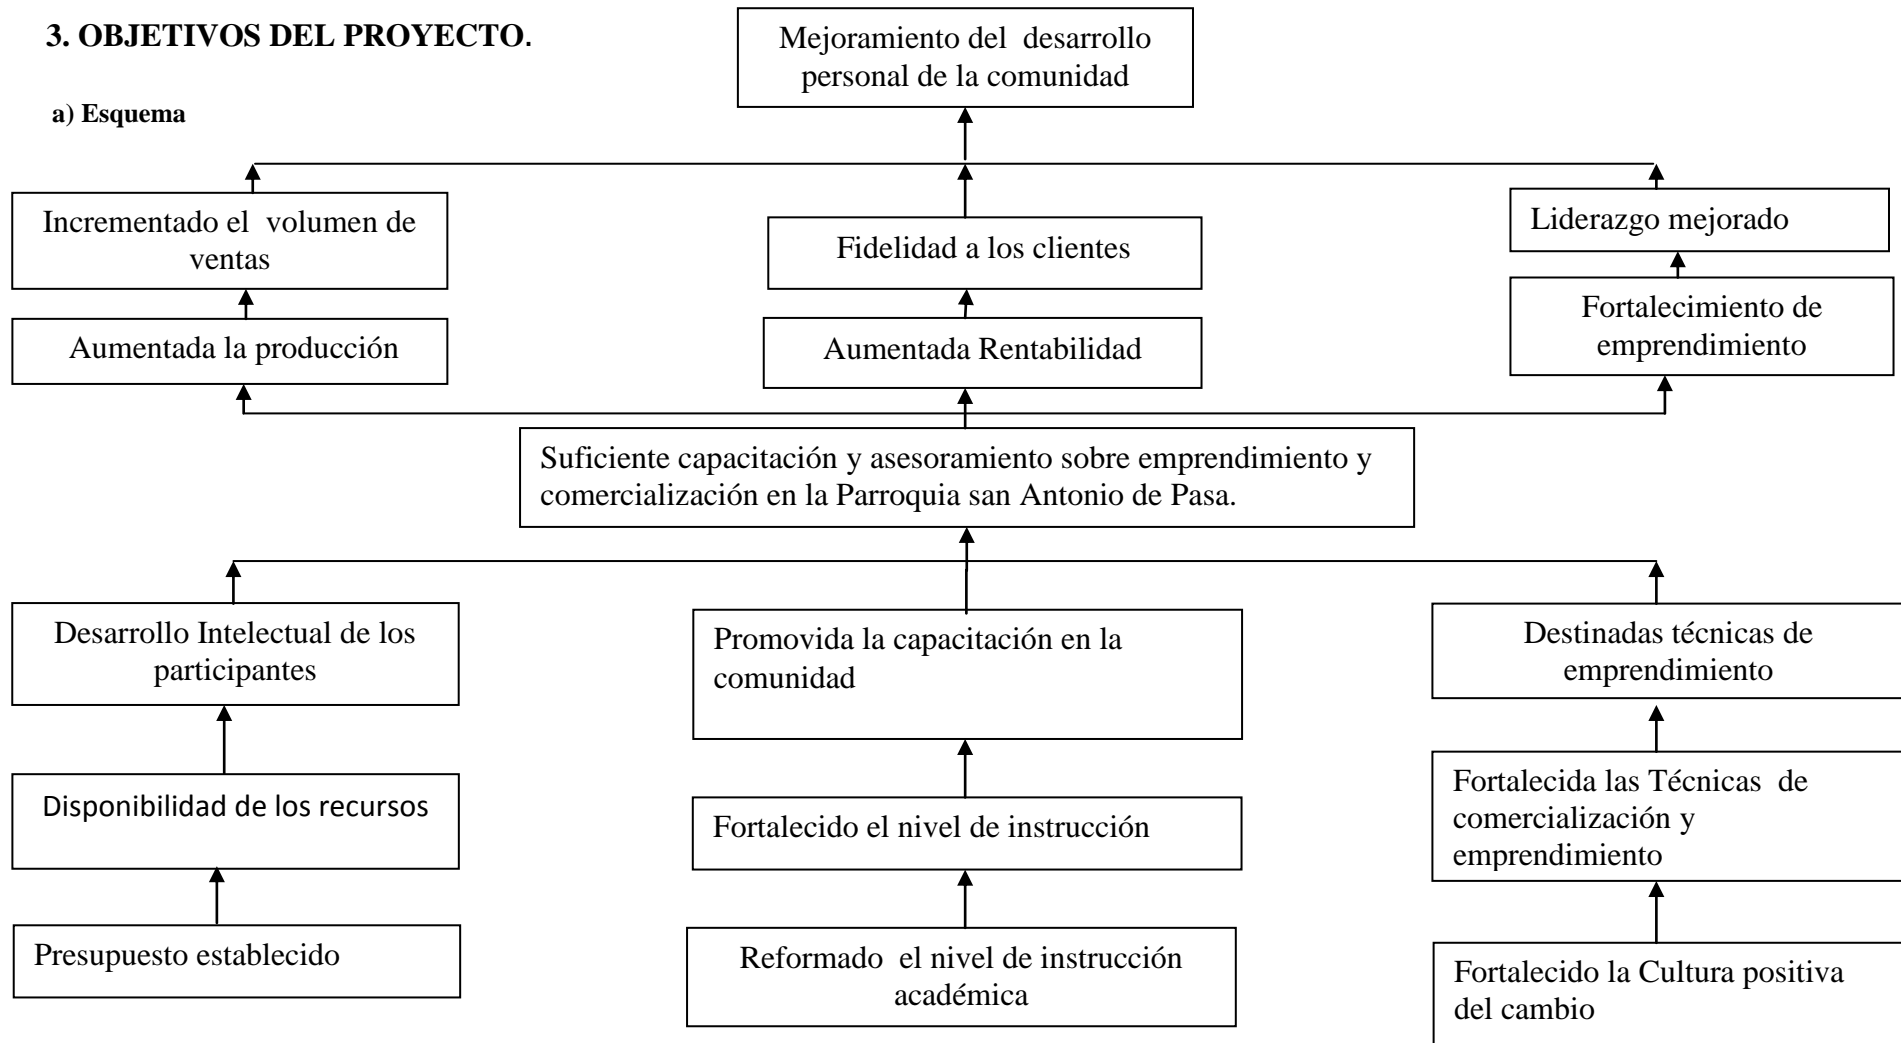 3. OBJETIVOS DEL PROYECTO.
a) Esquema
Mejoramiento del desarrollo
personal de la comunidad
Incrementado el volumen de
ventas
Fidelidad a los clientes
Liderazgo mejorado
Aumentada la producción
Aumentada Rentabilidad
Fortalecimiento de
emprendimiento
Suficiente capacitación y asesoramiento sobre emprendimiento y
comercialización en la Parroquia san Antonio de Pasa.
Desarrollo Intelectual de los
participantes
Promovida la capacitación en la
comunidad
Destinadas técnicas de
emprendimiento
Disponibilidad de los recursos
Fortalecido el nivel de instrucción
Fortalecida las Técnicas de
comercialización y
emprendimiento
Presupuesto establecido
Reformado el nivel de instrucción
académica
Fortalecido la Cultura positiva
del cambio